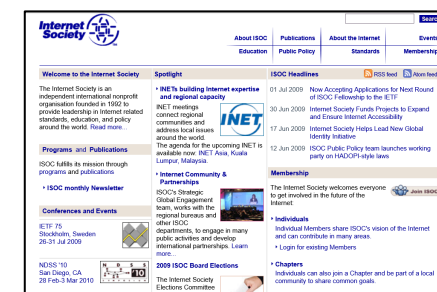 Internet
Society
Sear
About ISOC Publications About the Internet Events
Education Public Policy Standards Membership
Welcome to the Internet Society
The Internet Society is an
independent international nonprofit
organisation founded in 1992 to
provide leadership in Internet related
standards, education, and policy
around the world. Read more...
Programs and Publications
ISOC fulfills its mission through
programs and publications
ISOC monthly Newsletter
Conferences and Events
IETF 75
Stockholm, Sweden
26-31 Jul 2009
NDSS '10
San Diego, CA
28 Feb-3 Mar 2010
N D S S
'10
Spotlight
INETs building Internet expertise
and regional capacity
INET meetings
connect regional
communities and
address local issues
around the world.
The agenda for the upcoming INET is
available now: INET Asia, Kuala
Lumpur, Malaysia.
INET
Internet Community &
Partnerships
ISOC's Strategic
Global Engagement
team, works with the
regional bureaus and
other ISOC
departments, to engage in many
public activities and develop
international partnerships. Learn
more...
2009 ISOC Board Elections
The Internet Society
Elections Committee
ISOC Headlines RSS feed Atom feed
01 Jul 2009 Now Accepting Applications for Next Round
of ISOC Fellowship to the IETF
30 Jun 2009 Internet Society Funds Projects to Expand
and Ensure Internet Accessibility
17 Jun 2009 Internet Society Helps Lead New Global
Identity Initiative
12 Jun 2009 ISOC Public Policy team launches working
party on HADOPI-style laws
Membership
The Internet Society welcomes everyone
to get involved in the future of the
Internet
Join ISOC
Individuals
Individual Members share ISOC's vision of the Internet
and can contribute in many areas.
Login for existing Members
Chapters
Individuals can also join a Chapter and be part of a local
community to share common goals.